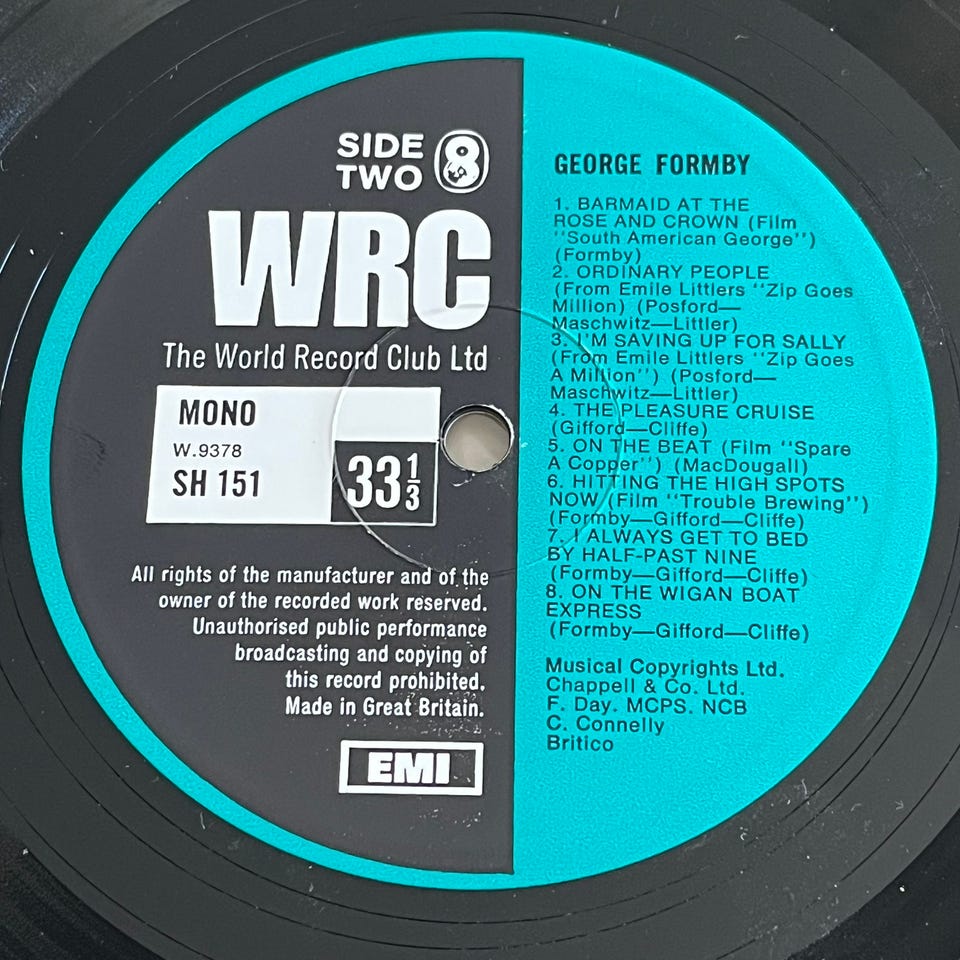 SIDE
TWO
8
WRC
The World Record Club Ltd
MONO
W.9378
SH 151
33 1/3
All rights of the manufacturer and of the
owner of the recorded work reserved.
Unauthorised public performance
broadcasting and copying of
this record prohibited.
Made in Great Britain.
EMI
GEORGE FORMBY
1. BARMAID AT THE
ROSE AND CROWN (Film
"South American George")
(Formby)
2. ORDINARY PEOPLE
(From Emile Littlers "Zip Goes
Million) (Posford—
Maschwitz—Littler)
3. I'M SAVING UP FOR SALLY
(From Emile Littlers "Zip Goes
A Million") (Posford—
Maschwitz—Littler)
4. THE PLEASURE CRUISE
(Gifford—Cliffe)
5. ON THE BEAT (Film "Spare
A Copper") (MacDougall)
6. HITTING THE HIGH SPOTS
NOW (Film "Trouble Brewing")
(Formby—Gifford—Cliffe)
7. I ALWAYS GET TO BED
BY HALF-PAST NINE
(Formby—Gifford—Cliffe)
8. ON THE WIGAN BOAT
EXPRESS
(Formby—Gifford—Cliffe)
Musical Copyrights Ltd.
Chappell & Co. Ltd.
F. Day. MCPS. NCB
C. Connelly
Britico